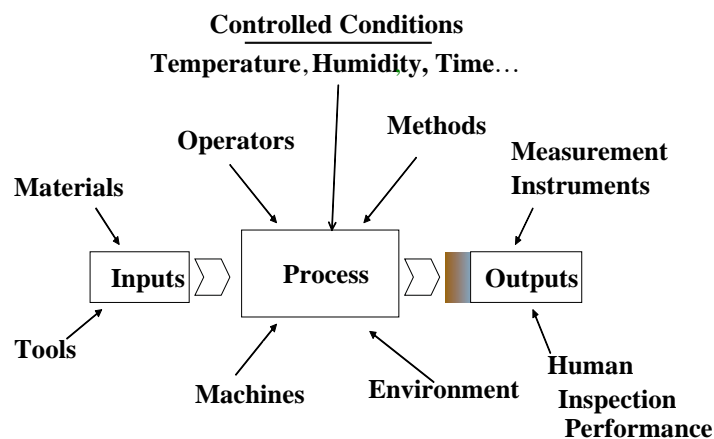 Controlled Conditions
Temperature, Humidity, Time…
Operators
Methods
Measurement
Instruments
Materials
Inputs
Process
Outputs
Tools
Machines
Environment
Human
Inspection
Performance